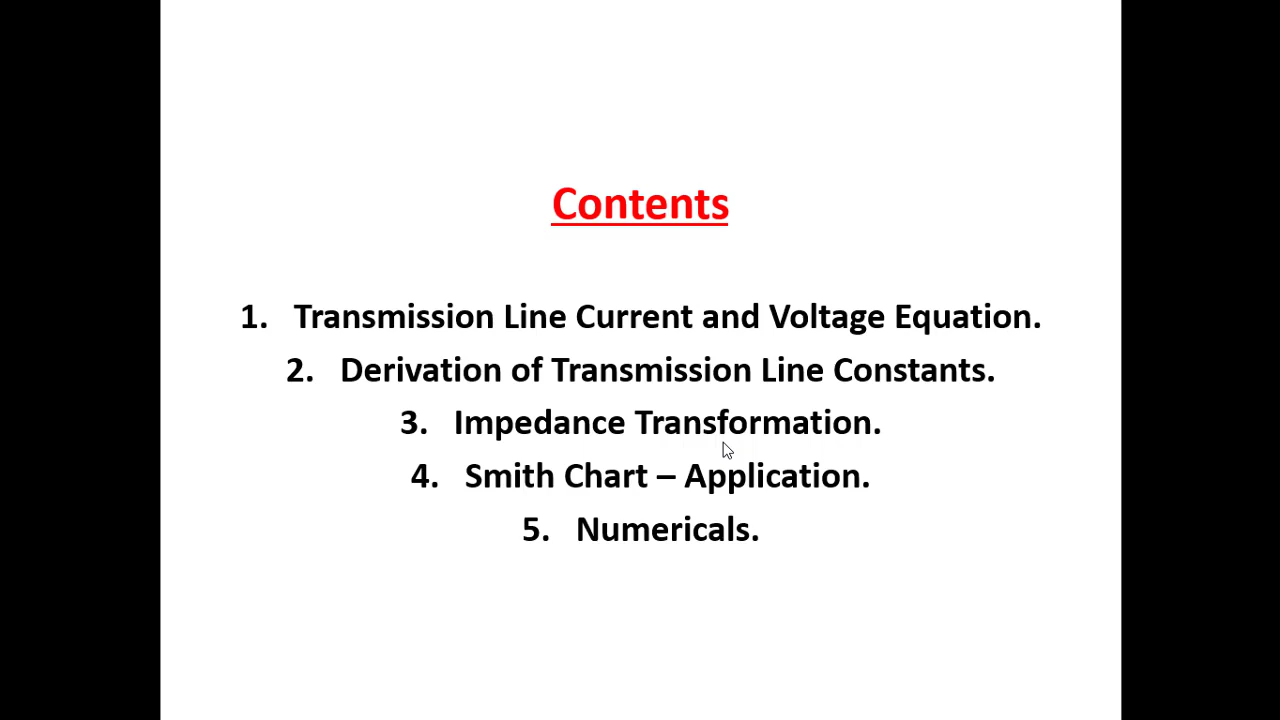 Contents
1. Transmission Line Current and Voltage Equation.
2. Derivation of Transmission Line Constants.
3. Impedance Transformation.
4. Smith Chart – Application.
5. Numericals.